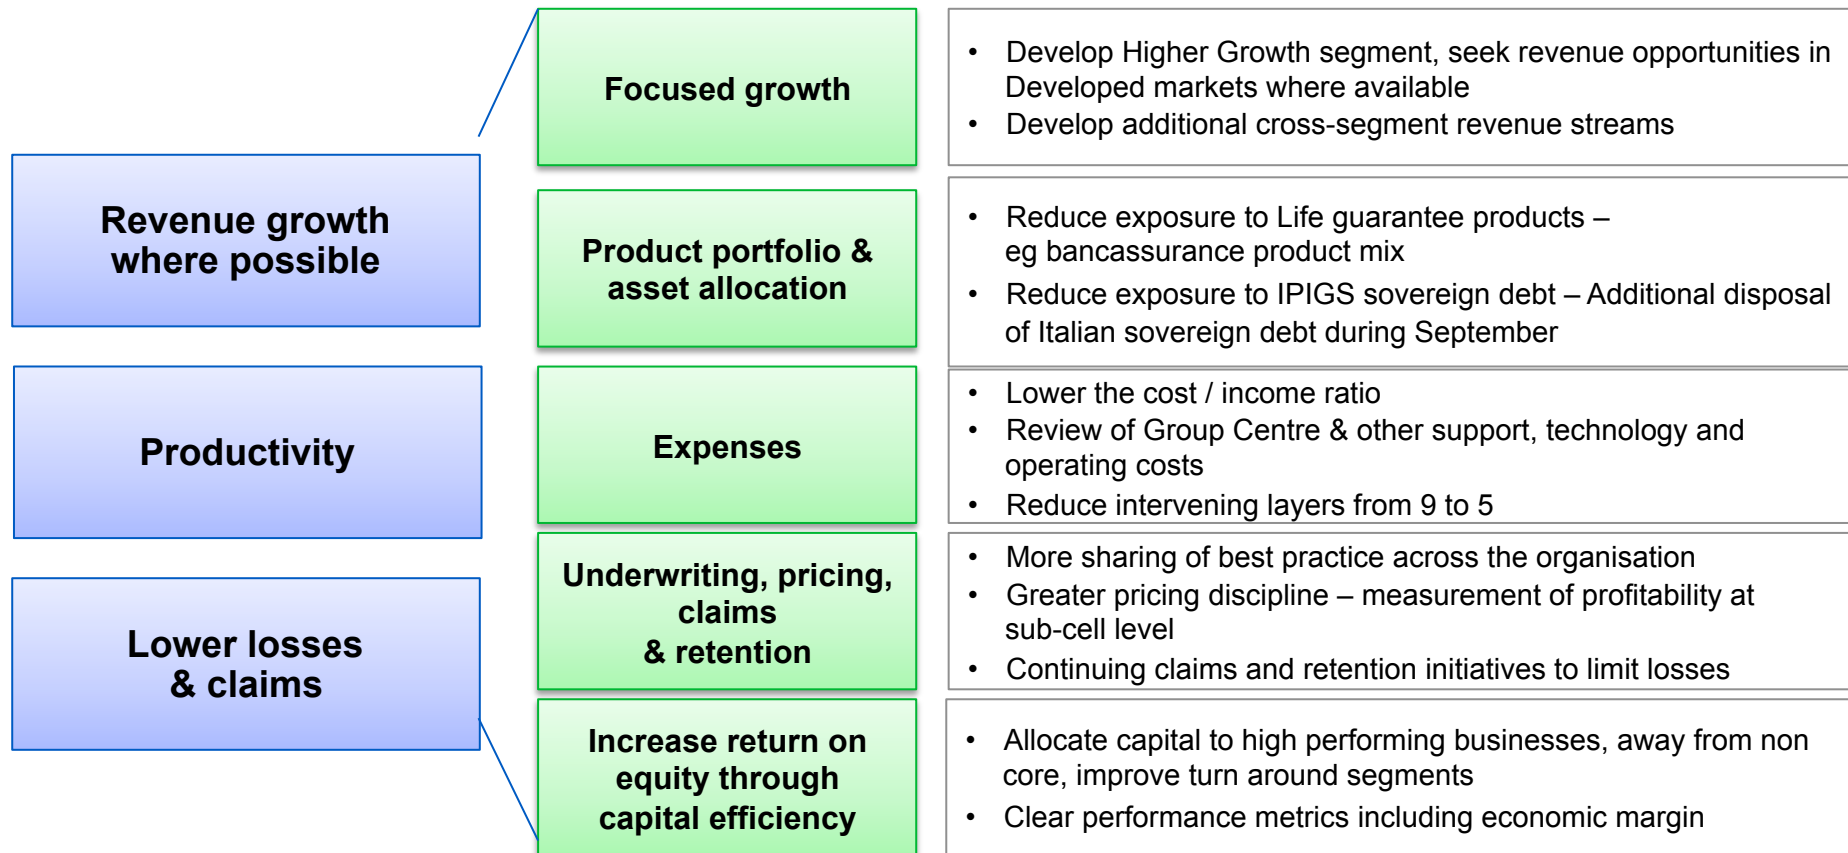 Revenue growth
where possible
Productivity
Lower losses
& claims
Focused growth
• Develop Higher Growth segment, seek revenue opportunities in
Developed markets where available
• Develop additional cross-segment revenue streams
Product portfolio &
asset allocation
• Reduce exposure to Life guarantee products –
eg bancassurance product mix
• Reduce exposure to IPIGS sovereign debt – Additional disposal
of Italian sovereign debt during September
Expenses
• Lower the cost / income ratio
• Review of Group Centre & other support, technology and
operating costs
• Reduce intervening layers from 9 to 5
Underwriting, pricing,
claims
& retention
• More sharing of best practice across the organisation
• Greater pricing discipline – measurement of profitability at
sub-cell level
• Continuing claims and retention initiatives to limit losses
Increase return on
equity through
capital efficiency
• Allocate capital to high performing businesses, away from non
core, improve turn around segments
• Clear performance metrics including economic margin